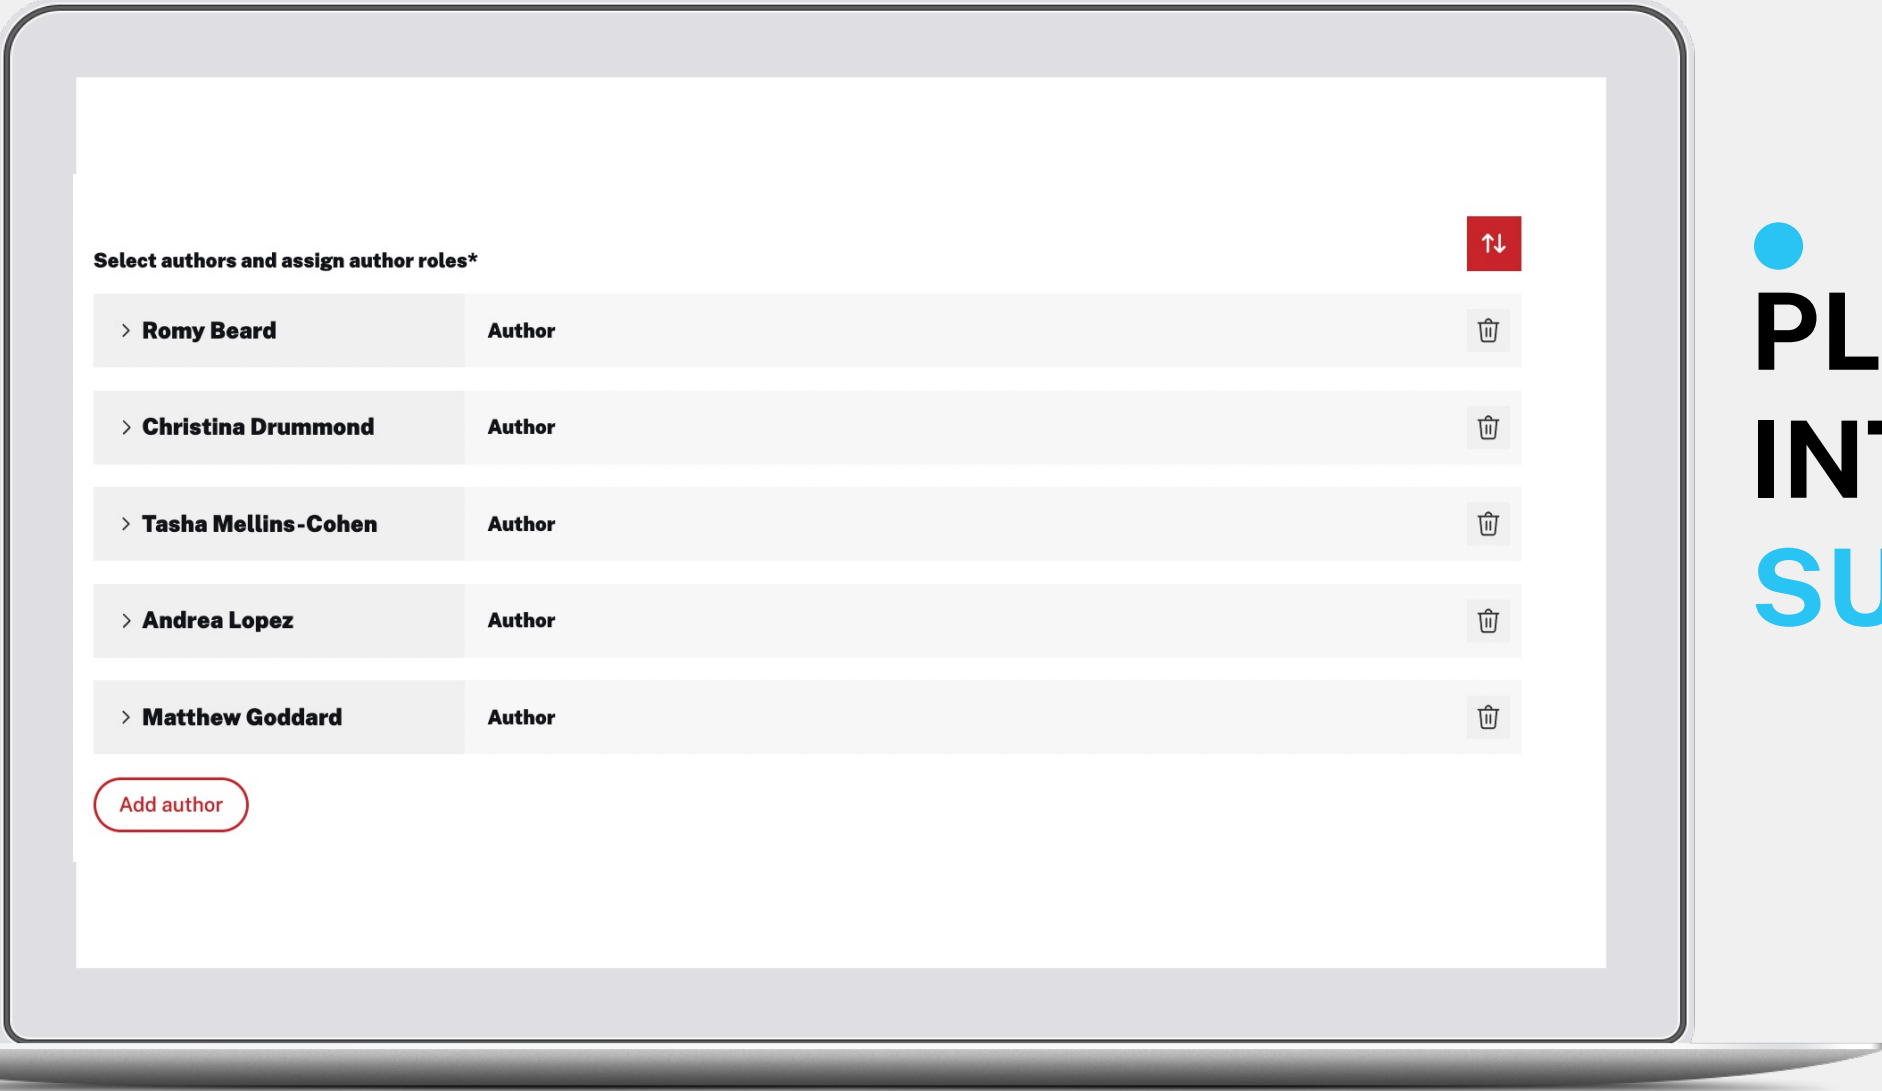 Select authors and assign author roles*
Romy Beard Author
Christina Drummond Author
Tasha Mellins-Cohen Author
Andrea Lopez Author
Matthew Goddard Author
Add author
PL
INT
SU